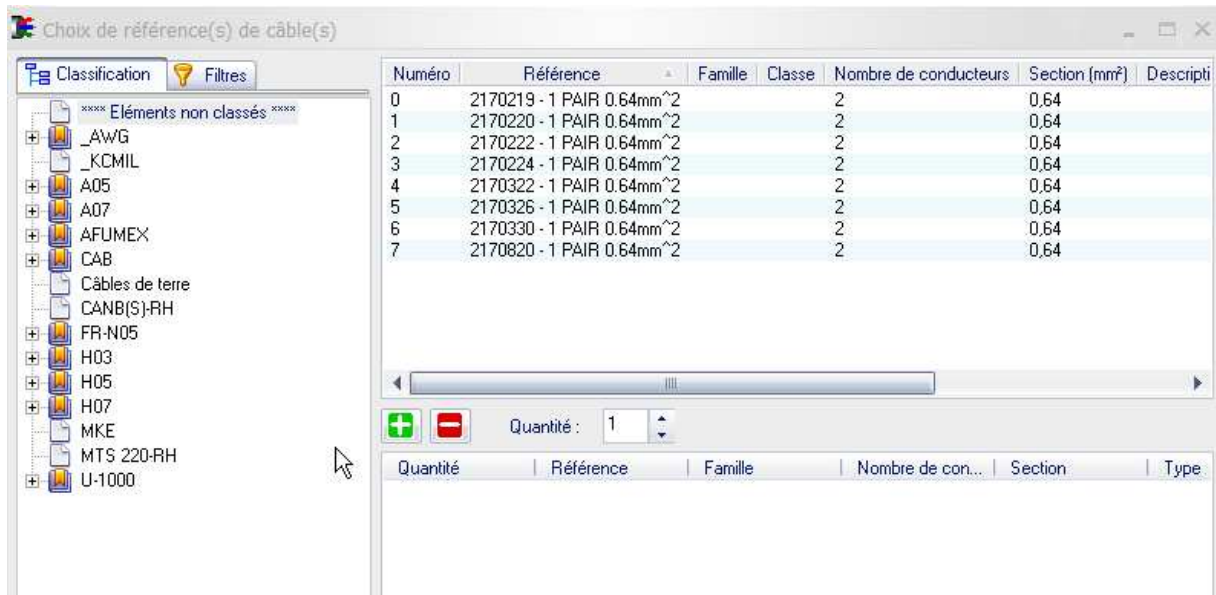 Choix de référence(s) de câble(s)
Classification Filtres
**** Eléments non classés ****
_AWG
_KCMIL
A05
A07
AFUMEX
CAB
Câbles de terre
CANB(S)-RH
FR-N05
H03
H05
H07
MKE
MTS 220-RH
U-1000
Numéro Référence Famille Classe Nombre de conducteurs Section (mm²) Descripti
0 2170219 - 1 PAIR 0.64mm^2 2 0,64
1 2170220 - 1 PAIR 0.64mm^2 2 0,64
2 2170222 - 1 PAIR 0.64mm^2 2 0,64
3 2170224 - 1 PAIR 0.64mm^2 2 0,64
4 2170322 - 1 PAIR 0.64mm^2 2 0,64
5 2170326 - 1 PAIR 0.64mm^2 2 0,64
6 2170330 - 1 PAIR 0.64mm^2 2 0,64
7 2170820 - 1 PAIR 0.64mm^2 2 0,64
Quantité : 1
Quantité Référence Famille Nombre de con... Section Type